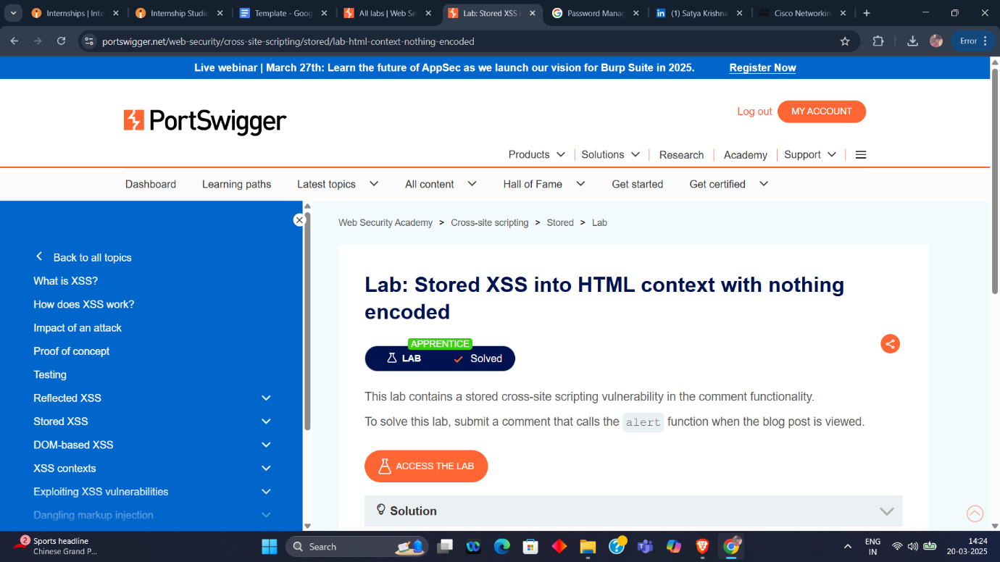 Internships | Inte
Internship Studio
Template - Goog
All labs | Web Se
Lab: Stored XSS i
Password Manag
(1) Satya Krishna
Cisco Networkin
portswigger.net/web-security/cross-site-scripting/stored/lab-html-context-nothing-encoded
Error
Live webinar | March 27th: Learn the future of AppSec as we launch our vision for Burp Suite in 2025. Register Now
PortSwigger
Log out MY ACCOUNT
Products Solutions Research Academy Support
Dashboard Learning paths Latest topics All content Hall of Fame Get started Get certified
Back to all topics
What is XSS?
How does XSS work?
Impact of an attack
Proof of concept
Testing
Reflected XSS
Stored XSS
DOM-based XSS
XSS contexts
Exploiting XSS vulnerabilities
Dangling markup injection
Web Security Academy > Cross-site scripting > Stored > Lab
Lab: Stored XSS into HTML context with nothing
encoded
APPRENTICE
LAB Solved
This lab contains a stored cross-site scripting vulnerability in the comment functionality.
To solve this lab, submit a comment that calls the alert function when the blog post is viewed.
ACCESS THE LAB
Solution
2
Sports headline
Chinese Grand P...
Search
ENG
IN
14:24
20-03-2025